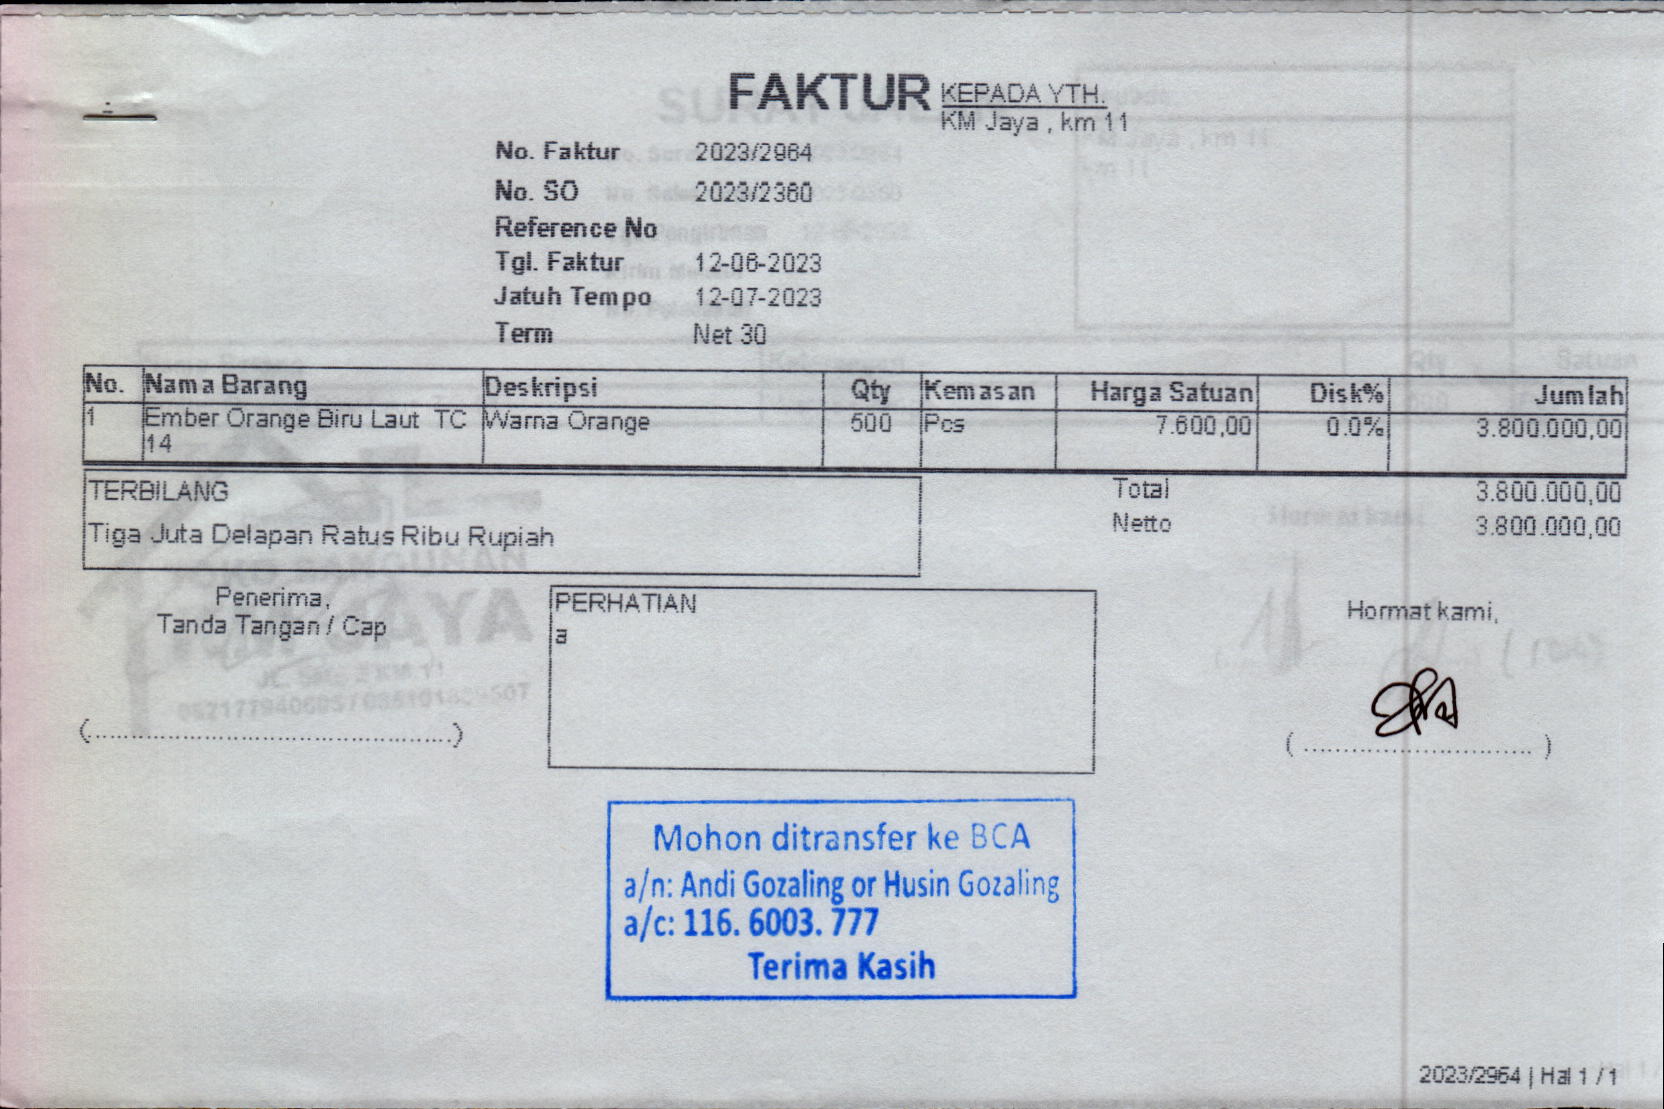 FAKTUR
KEPADA YTH.
KM Jaya , km 11
No. Faktur 2023/2964
No. SO 2023/2360
Reference No
Tgl. Faktur 12-06-2023
Jatuh Tempo 12-07-2023
Term Net 30
No. Nama Barang Deskripsi Qty Kemasan Harga Satuan Disk% Jumlah
1 Ember Orange Biru Laut TC Warna Orange 500 Pcs 7.600,00 0.0% 3.800.000,00
14
TERBILANG Total 3.800.000,00
Tiga Juta Delapan Ratus Ribu Rupiah Netto 3.800.000,00
Penerima,
Tanda Tangan / Cap
(................................................)
PERHATIAN
a
Hormat kami,
( ............................ )
Mohon ditransfer ke BCA
a/n: Andi Gozaling or Husin Gozaling
a/c: 116. 6003. 777
Terima Kasih
2023/2964 | Hal 1 / 1